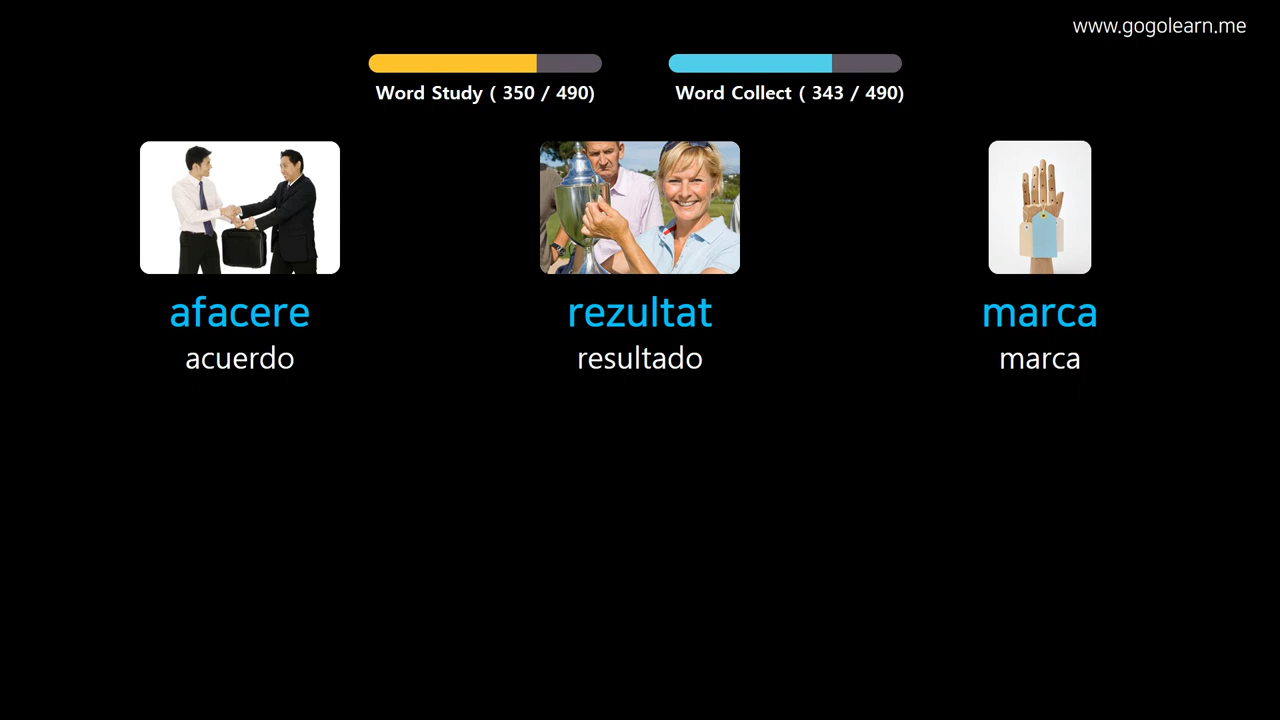 www.gogolearn.me
Word Study ( 350 / 490)
Word Collect ( 343 / 490)
afacere
rezultat
marca
acuerdo
resultado
marca